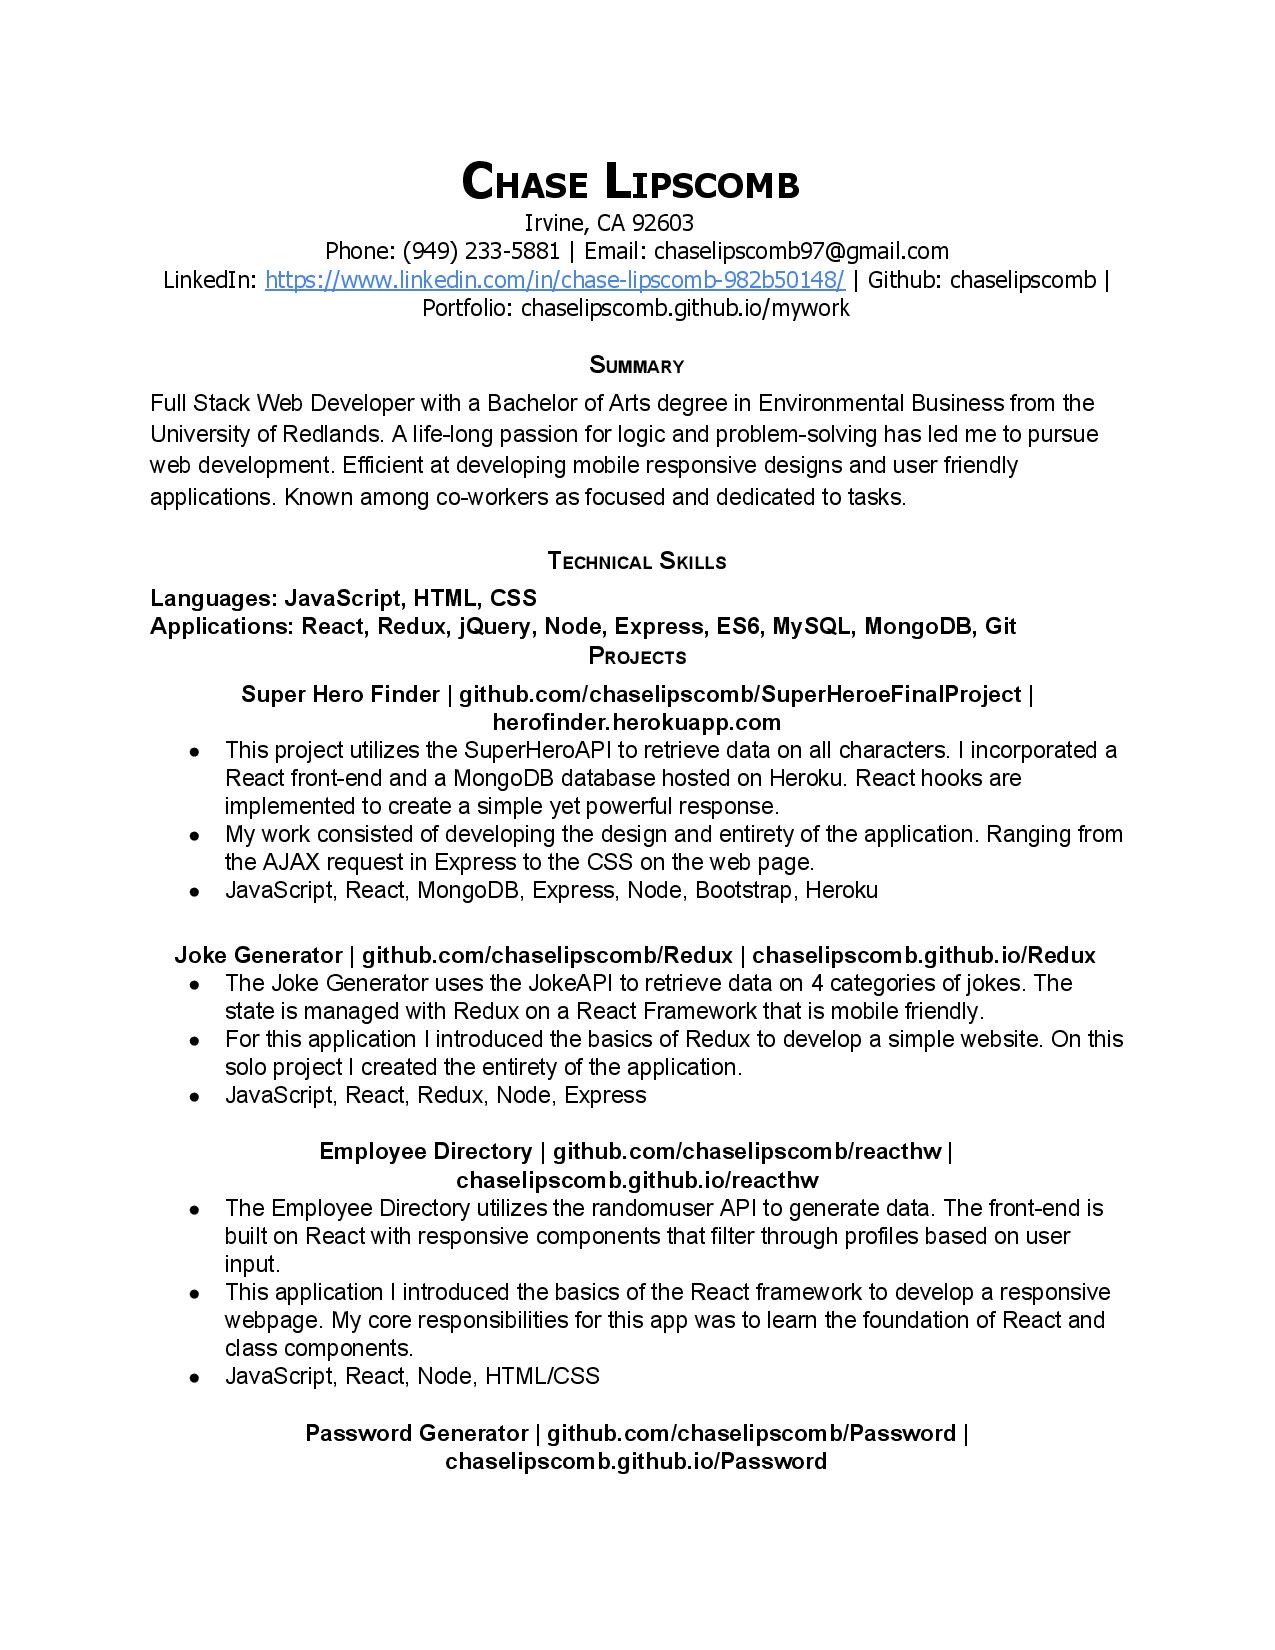 Chase Lipscomb
Irvine, CA 92603
Phone: (949) 233-5881 | Email: chaselipscomb97@gmail.com
LinkedIn: https://www.linkedin.com/in/chase-lipscomb-982b50148/ | Github: chaselipscomb |
Portfolio: chaselipscomb.github.io/mywork
Summary
Full Stack Web Developer with a Bachelor of Arts degree in Environmental Business from the
University of Redlands. A life-long passion for logic and problem-solving has led me to pursue
web development. Efficient at developing mobile responsive designs and user friendly
applications. Known among co-workers as focused and dedicated to tasks.
Technical Skills
Languages: JavaScript, HTML, CSS
Applications: React, Redux, jQuery, Node, Express, ES6, MySQL, MongoDB, Git
Projects
Super Hero Finder | github.com/chaselipscomb/SuperHeroeFinalProject |
herofinder.herokuapp.com
● This project utilizes the SuperHeroAPI to retrieve data on all characters. I incorporated a
React front-end and a MongoDB database hosted on Heroku. React hooks are
implemented to create a simple yet powerful response.
● My work consisted of developing the design and entirety of the application. Ranging from
the AJAX request in Express to the CSS on the web page.
● JavaScript, React, MongoDB, Express, Node, Bootstrap, Heroku
Joke Generator | github.com/chaselipscomb/Redux | chaselipscomb.github.io/Redux
● The Joke Generator uses the JokeAPI to retrieve data on 4 categories of jokes. The
state is managed with Redux on a React Framework that is mobile friendly.
● For this application I introduced the basics of Redux to develop a simple website. On this
solo project I created the entirety of the application.
● JavaScript, React, Redux, Node, Express
Employee Directory | github.com/chaselipscomb/reacthw |
chaselipscomb.github.io/reacthw
● The Employee Directory utilizes the randomuser API to generate data. The front-end is
built on React with responsive components that filter through profiles based on user
input.
● This application I introduced the basics of the React framework to develop a responsive
webpage. My core responsibilities for this app was to learn the foundation of React and
class components.
● JavaScript, React, Node, HTML/CSS
Password Generator | github.com/chaselipscomb/Password |
chaselipscomb.github.io/Password